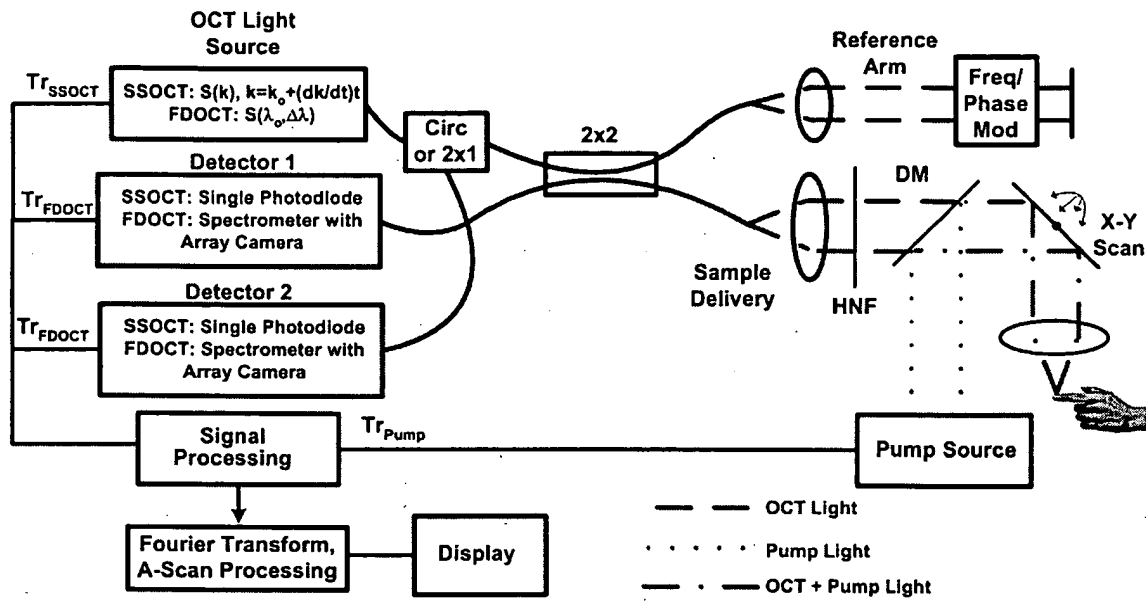 OCT Light
Source
Tr_SSOCT
SSOCT: S(k), k=k_o+(dk/dt)t
FDOCT: S(λ_o,Δλ)
Circ
or 2x1
2x2
Reference
Arm
Freq/
Phase
Mod
Detector 1
Tr_FDOCT
SSOCT: Single Photodiode
FDOCT: Spectrometer with
Array Camera
DM
X-Y
Scan
Sample
Delivery
HNF
Detector 2
Tr_FDOCT
SSOCT: Single Photodiode
FDOCT: Spectrometer with
Array Camera
Signal
Processing
Tr_Pump
Pump Source
Fourier Transform,
A-Scan Processing
Display
OCT Light
Pump Light
OCT + Pump Light